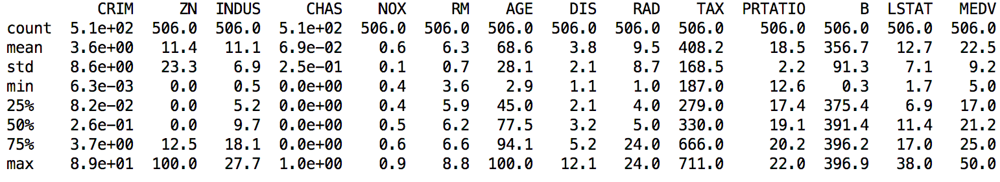 CRIM ZN INDUS CHAS NOX RM AGE DIS RAD TAX PRTATIO B LSTAT MEDV
count 5.1e+02 506.0 506.0 5.1e+02 506.0 506.0 506.0 506.0 506.0 506.0 506.0 506.0 506.0 506.0
mean 3.6e+00 11.4 11.1 6.9e-02 0.6 6.3 68.6 3.8 9.5 408.2 18.5 356.7 12.7 22.5
std 8.6e+00 23.3 6.9 2.5e-01 0.1 0.7 28.1 2.1 8.7 168.5 2.2 91.3 7.1 9.2
min 6.3e-03 0.0 0.5 0.0e+00 0.4 3.6 2.9 1.1 1.0 187.0 12.6 0.3 1.7 5.0
25% 8.2e-02 0.0 5.2 0.0e+00 0.4 5.9 45.0 2.1 4.0 279.0 17.4 375.4 6.9 17.0
50% 2.6e-01 0.0 9.7 0.0e+00 0.5 6.2 77.5 3.2 5.0 330.0 19.1 391.4 11.4 21.2
75% 3.7e+00 12.5 18.1 0.0e+00 0.6 6.6 94.1 5.2 24.0 666.0 20.2 396.2 17.0 25.0
max 8.9e+01 100.0 27.7 1.0e+00 0.9 8.8 100.0 12.1 24.0 711.0 22.0 396.9 38.0 50.0